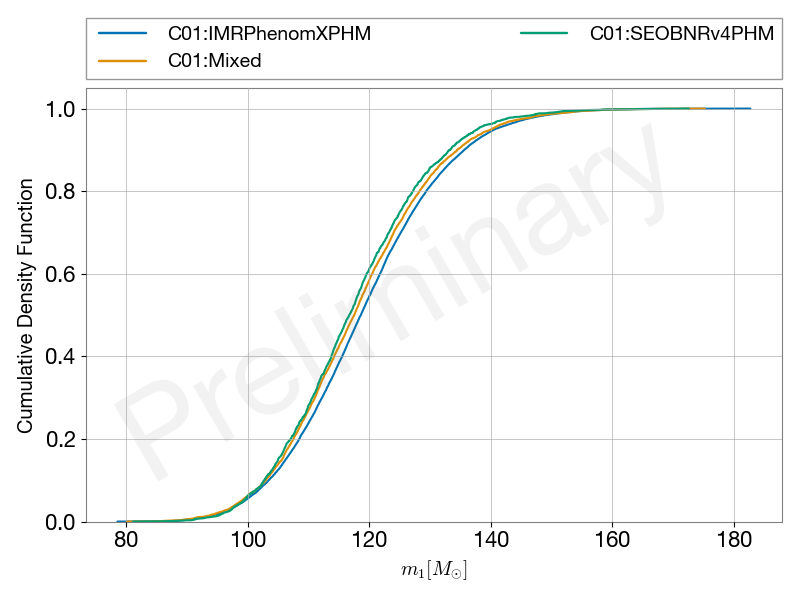 C01:IMRPhenomXPHM
C01:Mixed
C01:SEOBNRv4PHM
1.0
0.8
0.6
0.4
0.2
0.0
Cumulative Density Function
Preliminary
80 100 120 140 160 180
m₁[M☉]